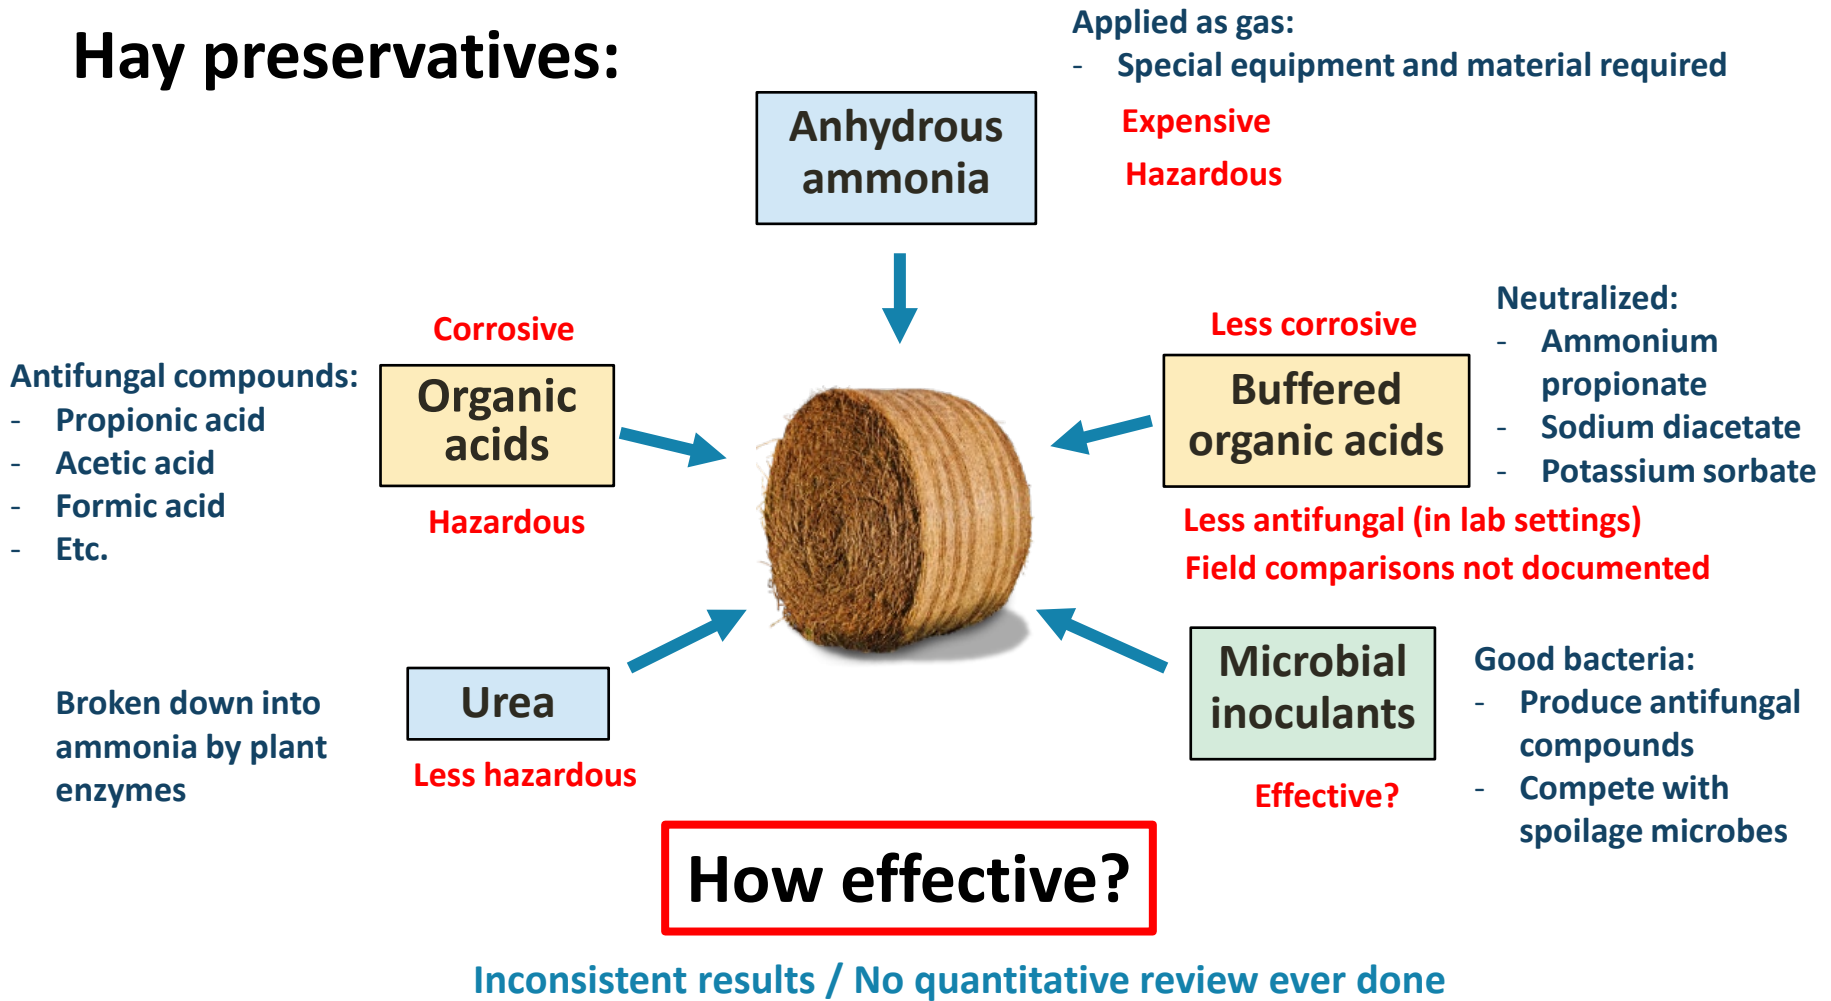 Hay preservatives:
Applied as gas:
- Special equipment and material required
Expensive
Hazardous
Anhydrous
ammonia
Corrosive
Antifungal compounds:
- Propionic acid
- Acetic acid
- Formic acid
- Etc.
Organic
acids
Hazardous
Less corrosive
Buffered
organic acids
Neutralized:
- Ammonium
propionate
- Sodium diacetate
- Potassium sorbate
Less antifungal (in lab settings)
Field comparisons not documented
Broken down into
ammonia by plant
enzymes
Urea
Less hazardous
Microbial
inoculants
Effective?
Good bacteria:
- Produce antifungal
compounds
- Compete with
spoilage microbes
How effective?
Inconsistent results / No quantitative review ever done